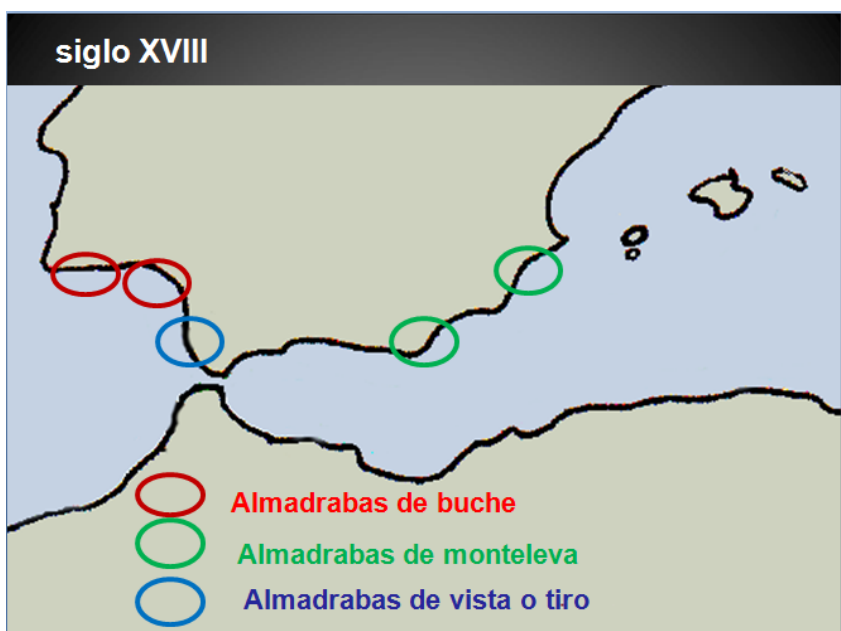 siglo XVIII
Almadrabas de buche
Almadrabas de monteleva
Almadrabas de vista o tiro